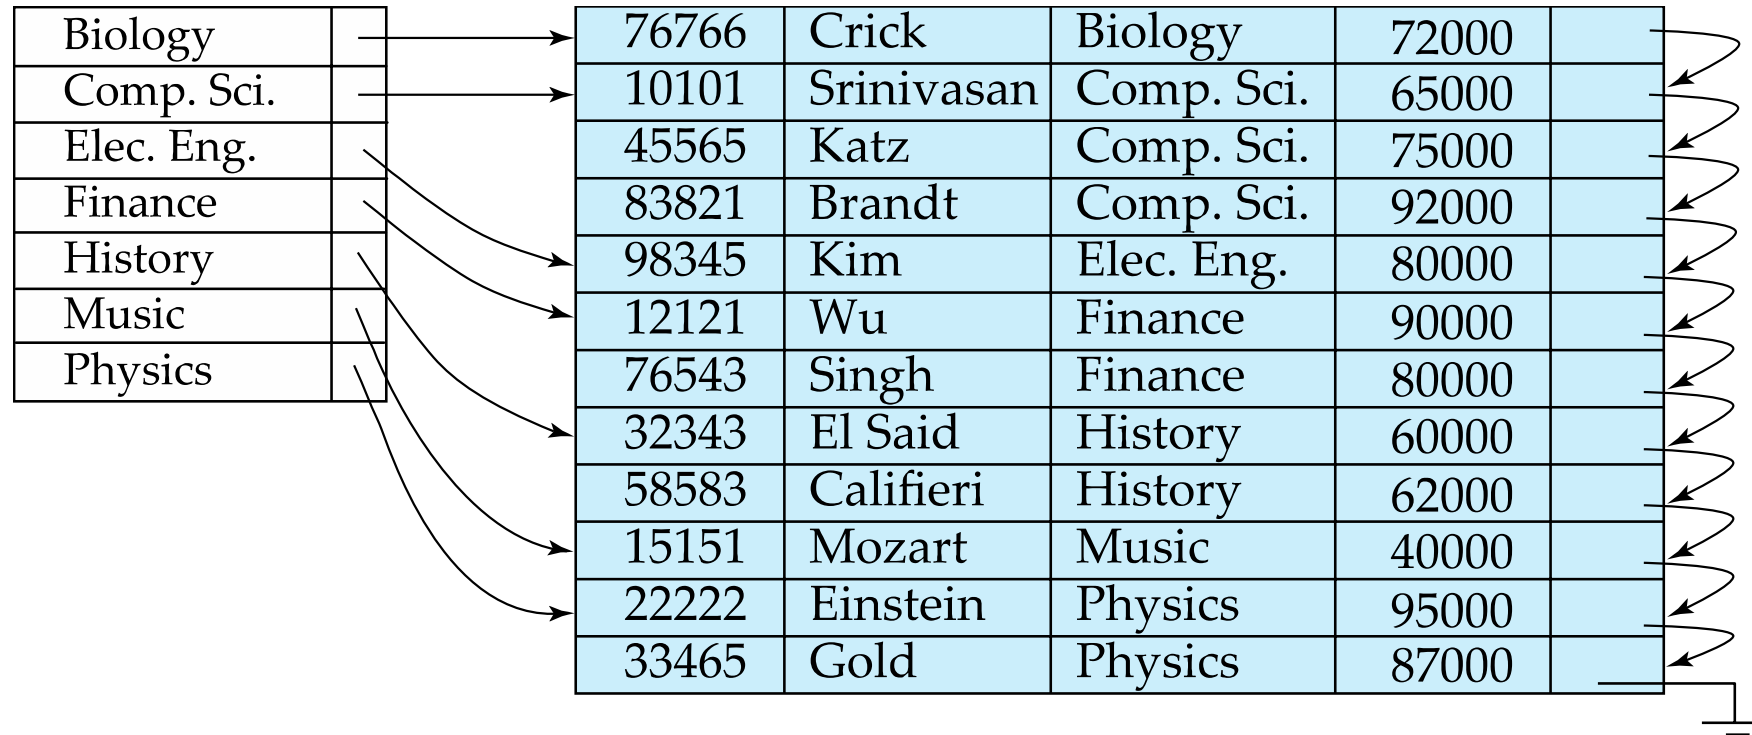 Biology
Comp. Sci.
Elec. Eng.
Finance
History
Music
Physics
76766 Crick Biology 72000
10101 Srinivasan Comp. Sci. 65000
45565 Katz Comp. Sci. 75000
83821 Brandt Comp. Sci. 92000
98345 Kim Elec. Eng. 80000
12121 Wu Finance 90000
76543 Singh Finance 80000
32343 El Said History 60000
58583 Califieri History 62000
15151 Mozart Music 40000
22222 Einstein Physics 95000
33465 Gold Physics 87000